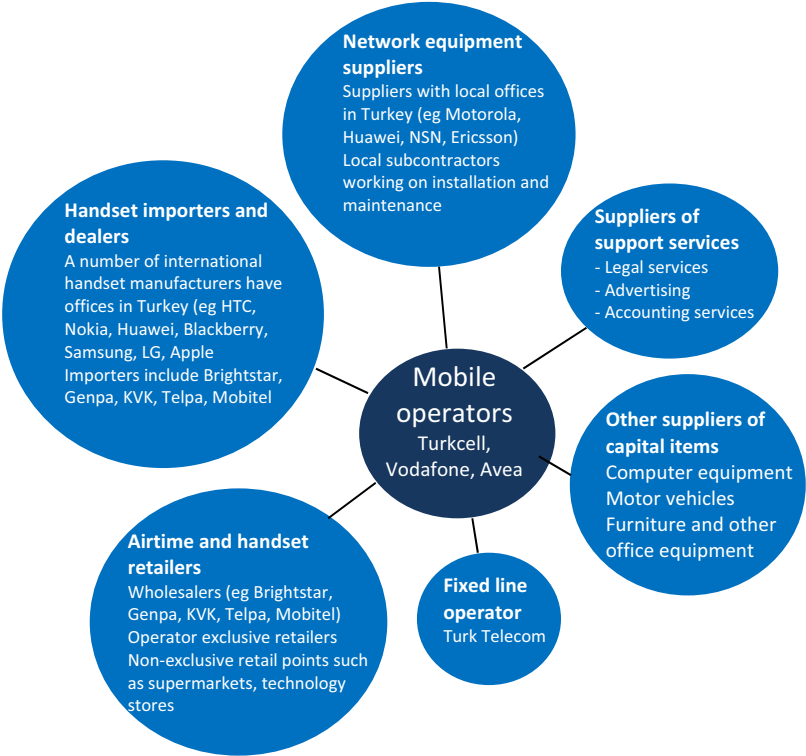 Network equipment
suppliers
Suppliers with local offices
in Turkey (eg Motorola,
Huawei, NSN, Ericsson)
Local subcontractors
working on installation and
maintenance
Handset importers and
dealers
A number of international
handset manufacturers have
offices in Turkey (eg HTC,
Nokia, Huawei, Blackberry,
Samsung, LG, Apple
Importers include Brightstar,
Genpa, KVK, Telpa, Mobitel
Suppliers of
support services
- Legal services
- Advertising
- Accounting services
Mobile
operators
Turkcell,
Vodafone, Avea
Other suppliers of
capital items
Computer equipment
Motor vehicles
Furniture and other
office equipment
Airtime and handset
retailers
Wholesalers (eg Brightstar,
Genpa, KVK, Telpa, Mobitel)
Operator exclusive retailers
Non-exclusive retail points such
as supermarkets, technology
stores
Fixed line
operator
Turk Telecom